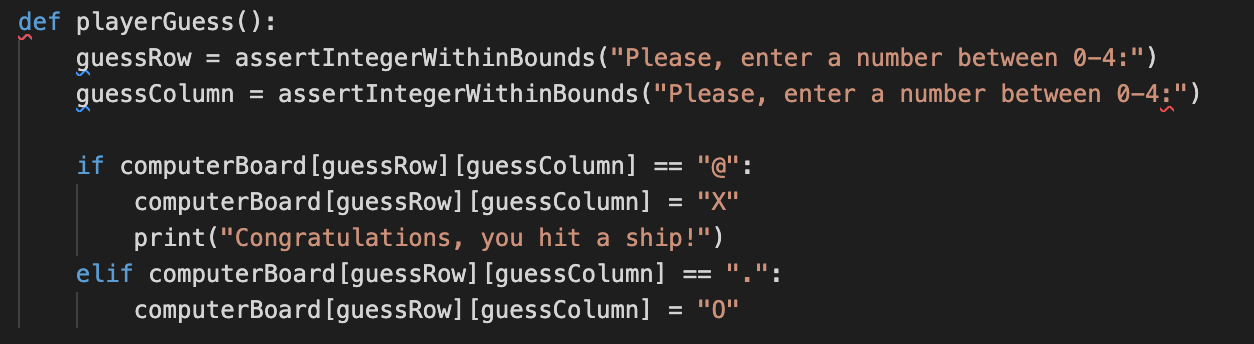 def playerGuess():
    guessRow = assertIntegerWithinBounds("Please, enter a number between 0-4:")
    guessColumn = assertIntegerWithinBounds("Please, enter a number between 0-4:")

    if computerBoard[guessRow][guessColumn] == "@":
        computerBoard[guessRow][guessColumn] = "X"
        print("Congratulations, you hit a ship!")
    elif computerBoard[guessRow][guessColumn] == ".":
        computerBoard[guessRow][guessColumn] = "O"